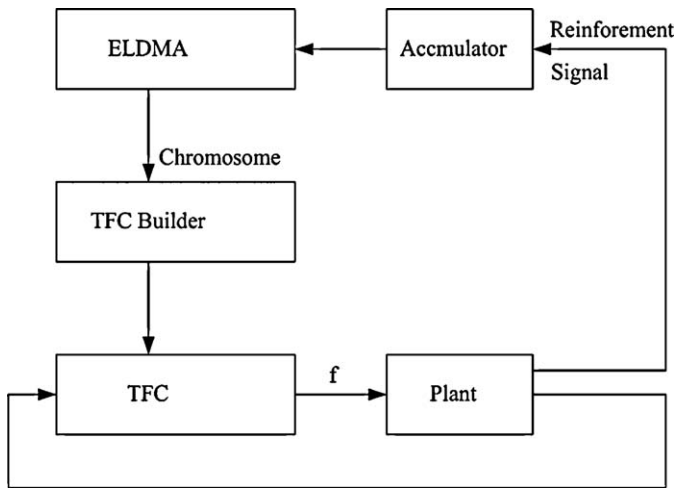 ELDMA
Accmulator
Reinforement
Signal
Chromosome
TFC Builder
TFC
f
Plant